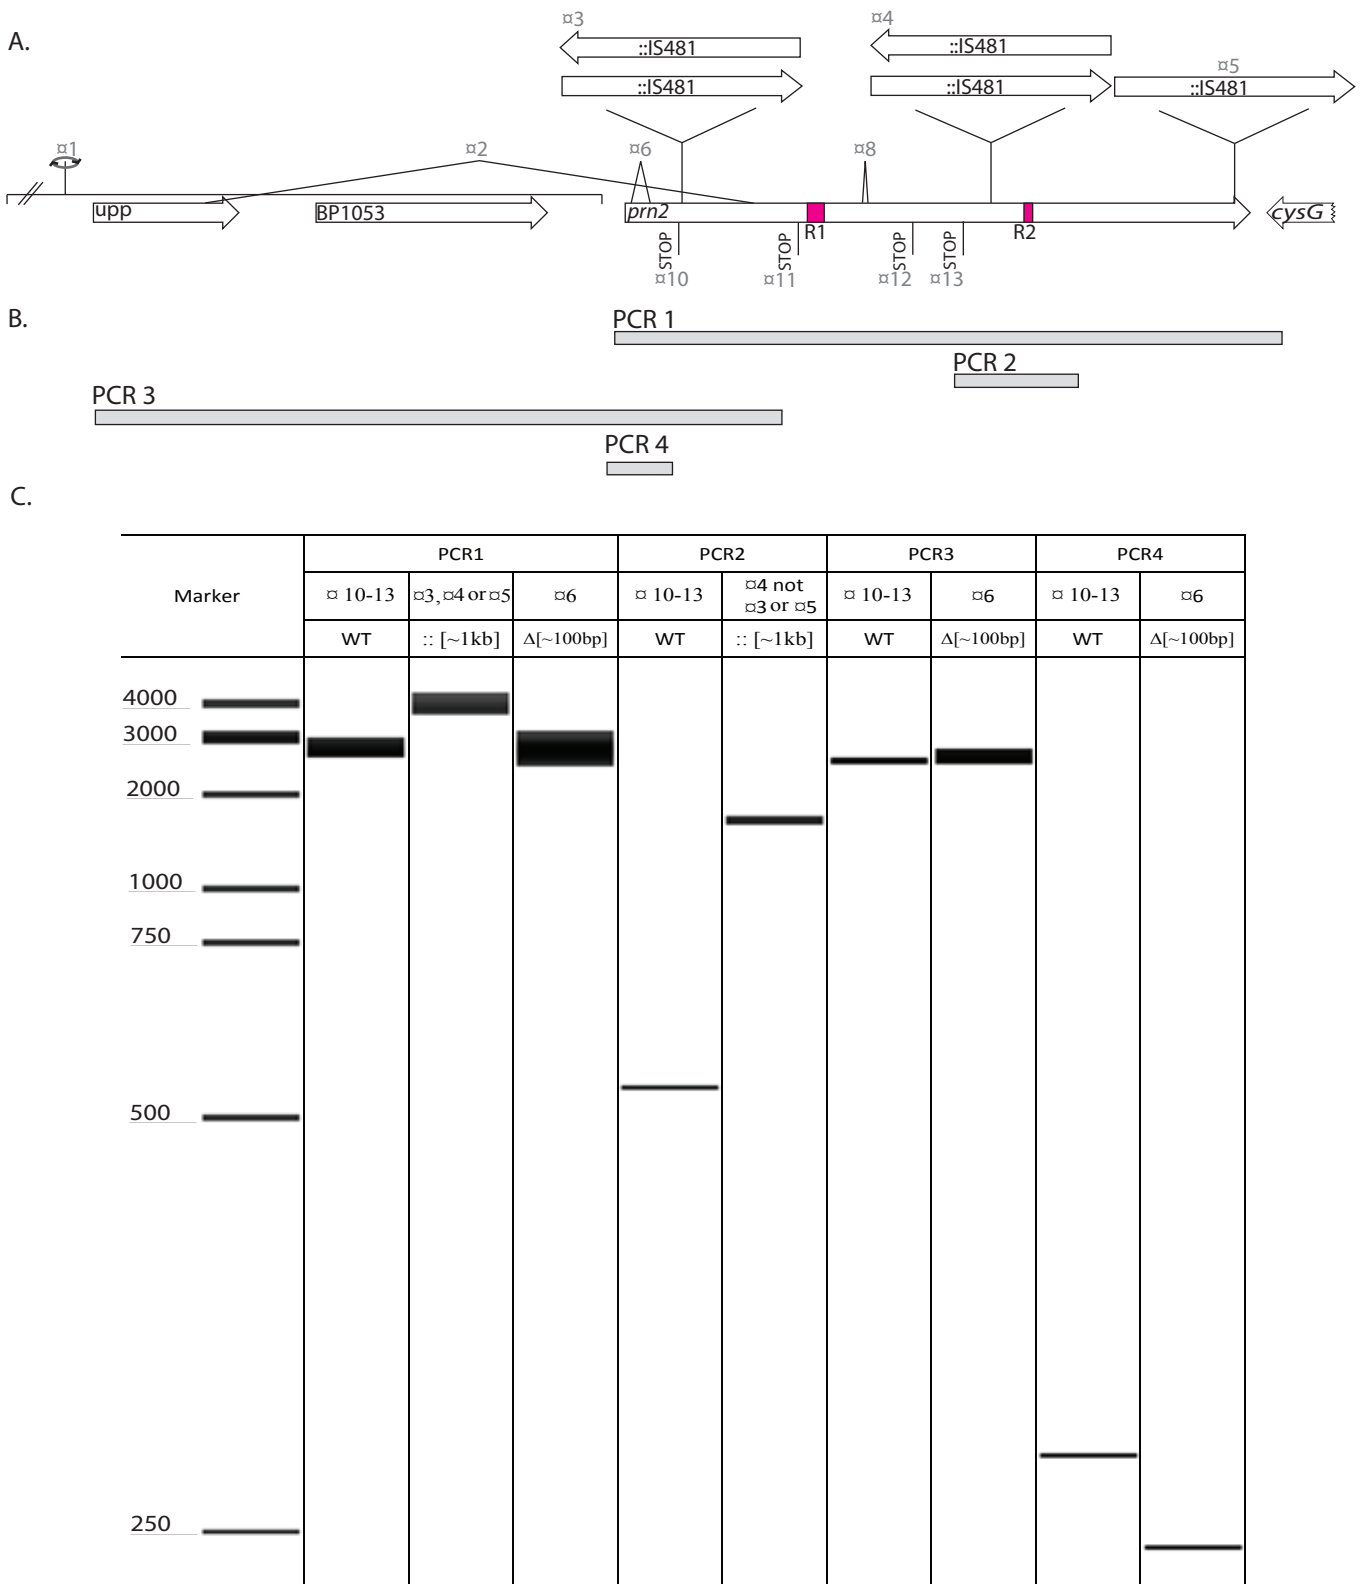 A.
¤3
::IS481
::IS481
¤4
::IS481
::IS481
¤5
::IS481
¤1
¤2
¤6
¤8
upp
BP1053
prn2
R1
R2
cysG
STOP
¤10
STOP
¤11
STOP
¤12
STOP
¤13
B.
PCR 1
PCR 2
PCR 3
PCR 4
C.
Marker
PCR1
PCR2
PCR3
PCR4
¤ 10-13
¤3, ¤4 or ¤5
¤6
¤ 10-13
¤4 not
¤3 or ¤5
¤ 10-13
¤6
¤ 10-13
¤6
WT
:: [~1kb]
Δ[~100bp]
WT
:: [~1kb]
WT
Δ[~100bp]
WT
Δ[~100bp]
4000
3000
2000
1000
750
500
250